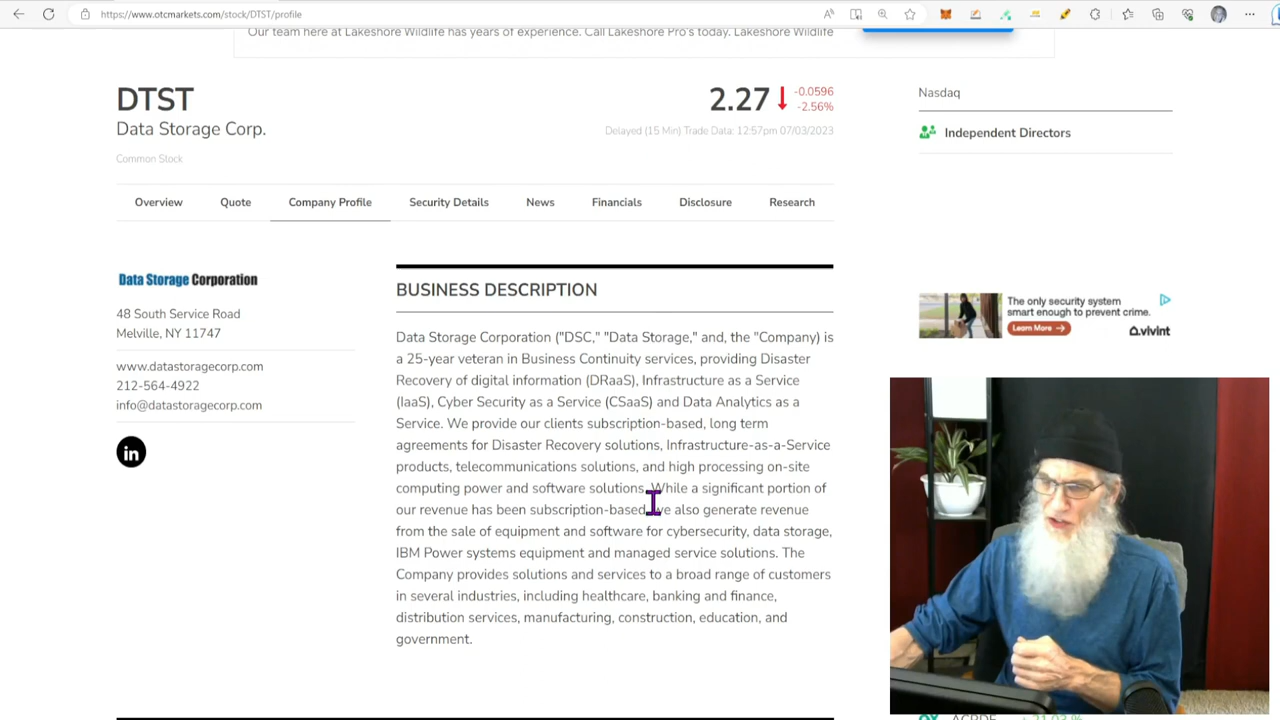 https://www.otcmarkets.com/stock/DTST/profile
Our team here at Lakeshore Wildlife has years of experience. Call Lakeshore Pro's today. Lakeshore Wildlife
DTST
2.27
-0.0596
-2.56%
Data Storage Corp.
Delayed (15 Min) Trade Data: 12:57pm 07/03/2023
Common Stock
Nasdaq
Independent Directors
Overview Quote Company Profile Security Details News Financials Disclosure Research
Data Storage Corporation
48 South Service Road
Melville, NY 11747
www.datastoragecorp.com
212-564-4922
info@datastoragecorp.com
in
BUSINESS DESCRIPTION
Data Storage Corporation ("DSC," "Data Storage," and, the "Company) is
a 25-year veteran in Business Continuity services, providing Disaster
Recovery of digital information (DRaaS), Infrastructure as a Service
(IaaS), Cyber Security as a Service (CSaaS) and Data Analytics as a
Service. We provide our clients subscription-based, long term
agreements for Disaster Recovery solutions, Infrastructure-as-a-Service
products, telecommunications solutions, and high processing on-site
computing power and software solutions. While a significant portion of
our revenue has been subscription-based, we also generate revenue
from the sale of equipment and software for cybersecurity, data storage,
IBM Power systems equipment and managed service solutions. The
Company provides solutions and services to a broad range of customers
in several industries, including healthcare, banking and finance,
distribution services, manufacturing, construction, education, and
government.
The only security system
smart enough to prevent crime.
Learn More
vivint